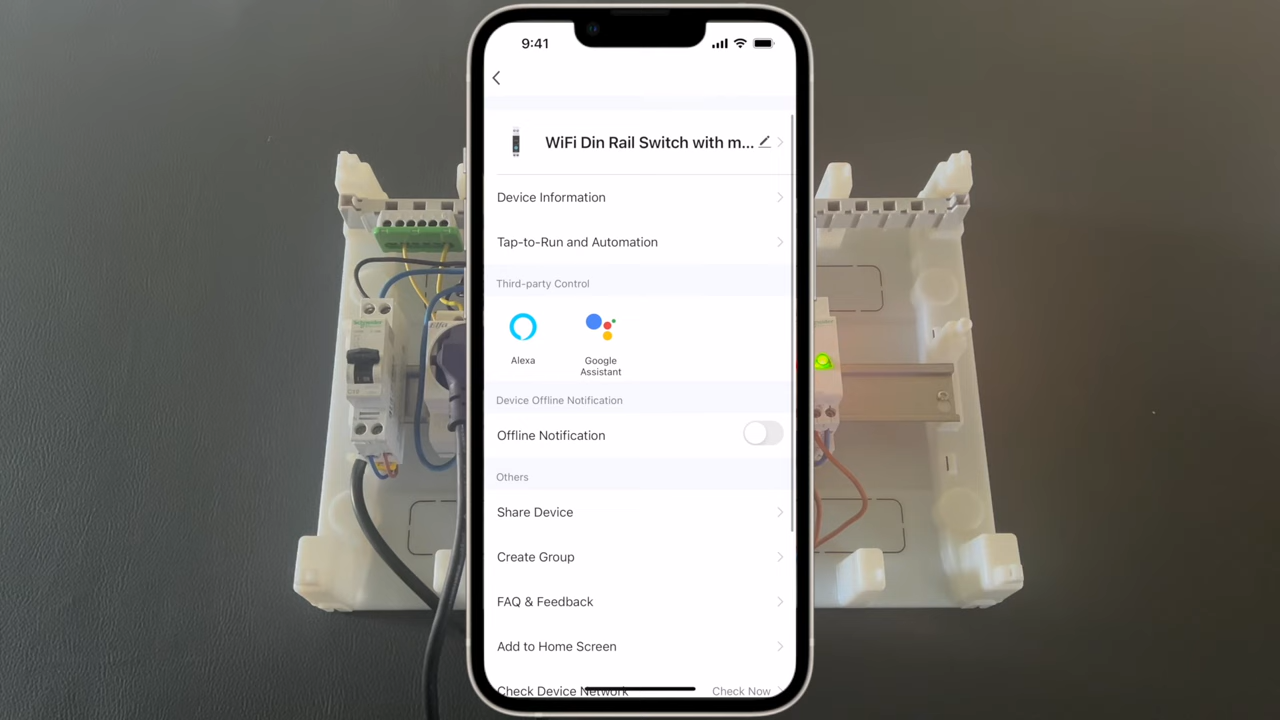 9:41
WiFi Din Rail Switch with m...
Device Information
Tap-to-Run and Automation
Third-party Control
Alexa
Google
Assistant
Device Offline Notification
Offline Notification
Others
Share Device
Create Group
FAQ & Feedback
Add to Home Screen
Check Device Network
Check Now